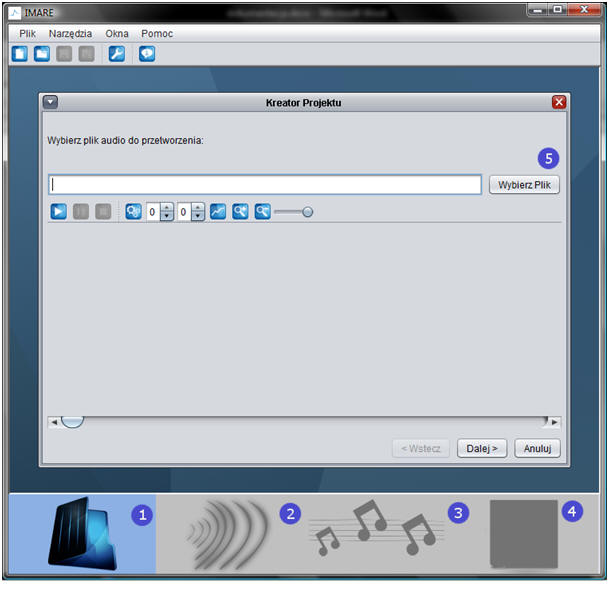 IMARE
Plik Narzędzia Okna Pomoc
Kreator Projektu
Wybierz plik audio do przetworzenia:
5
Wybierz Plik
0 0
< Wstecz Dalej > Anuluj
1 2 3 4